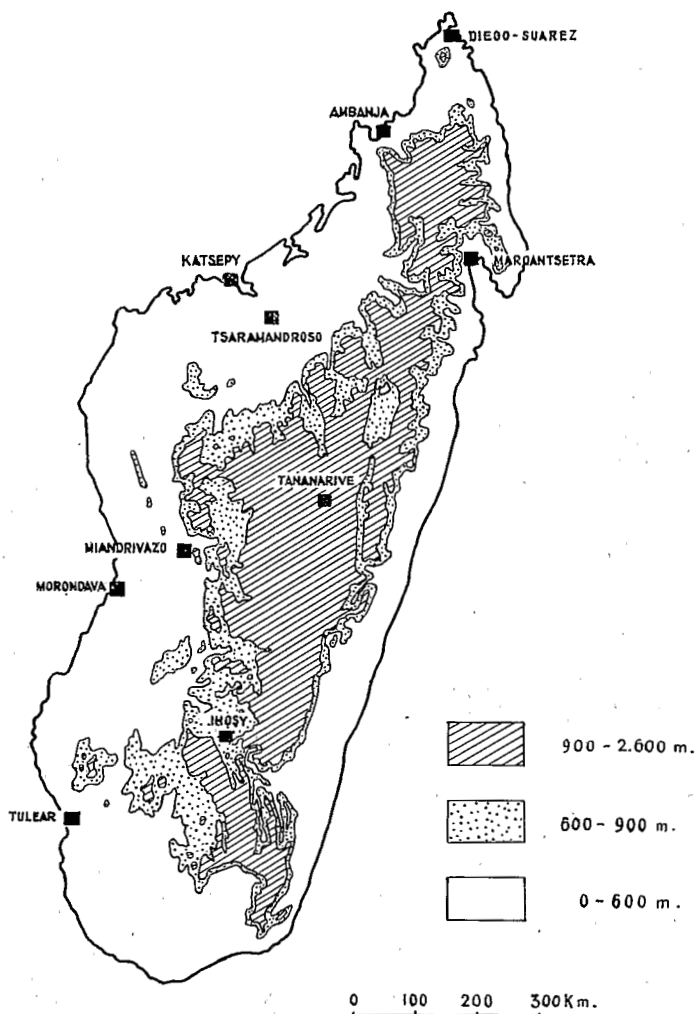 DIEGO-SUAREZ
AMBANJA
KATSEPY
MAROANTSETRA
TSARAMANDROSO
TANANARIVE
MIANDRIVAZO
MORONDAVA
IHOSY
900-2.600 m.
TULEAR
600-900 m.
0-600 m.
0 100 200 300Km.